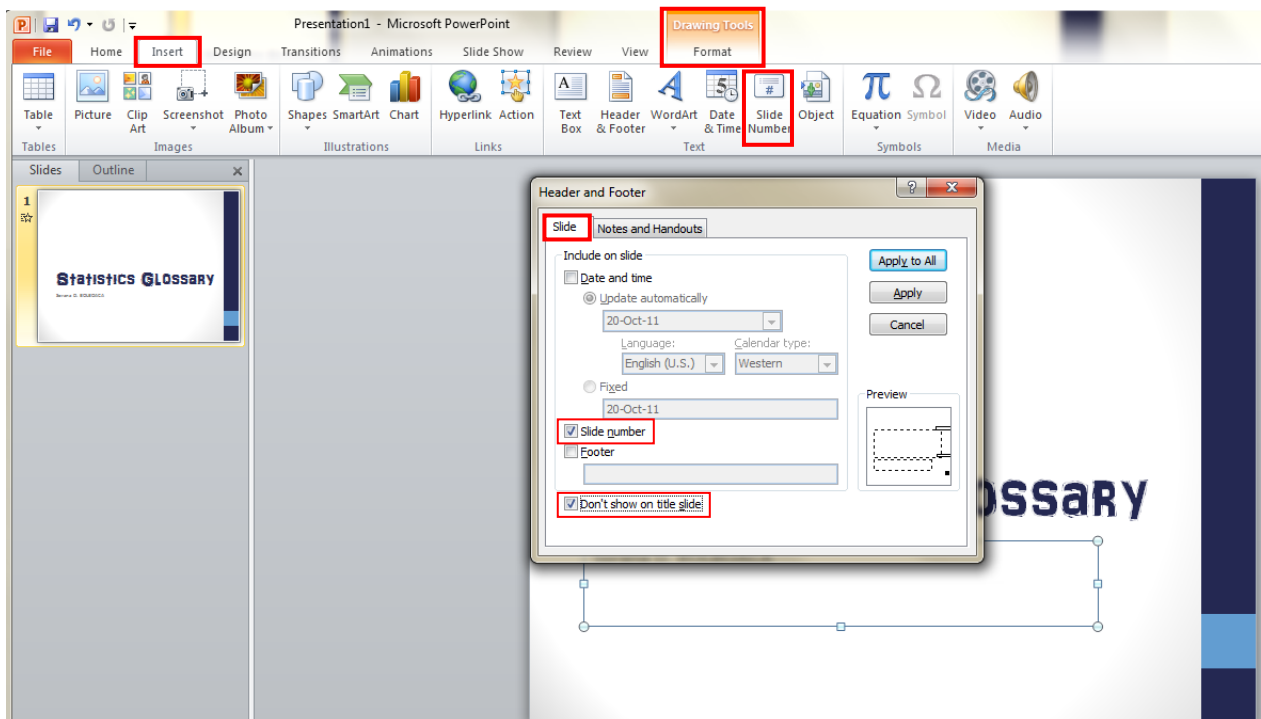 Presentation1 - Microsoft PowerPoint
Drawing Tools
File Home Insert Design Transitions Animations Slide Show Review View Format
Table Picture Clip Art Screenshot Photo Album Shapes SmartArt Chart Hyperlink Action Text Box Header & Footer WordArt Date & Time Slide Number Object Equation Symbol Video Audio
Tables Images Illustrations Links Text Symbols Media
Slides Outline
1
Statistics Glossary
Header and Footer
Slide Notes and Handouts
Include on slide
Date and time
Update automatically
20-Oct-11
Language: Calendar type:
English (U.S.) Western
Fixed
20-Oct-11
Slide number
Footer
Don't show on title slide
Apply to All
Apply
Cancel
Preview
ossary